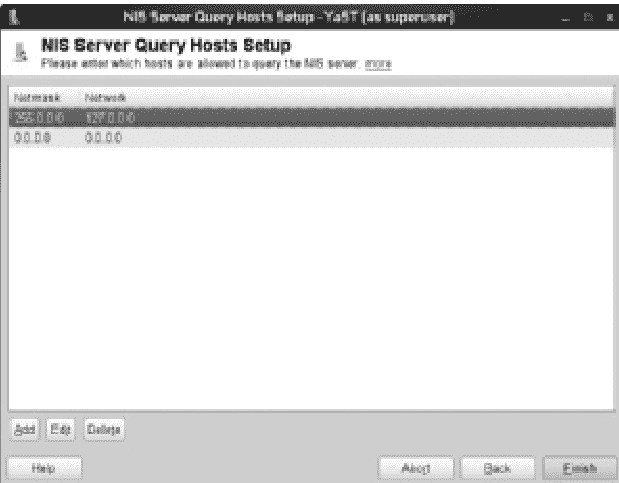 NIS Server Query Hosts Setup - YaST (as superuser)
NIS Server Query Hosts Setup
Please enter which hosts are allowed to query the NIS server. more
Netmask Network
255.0.0.0 127.0.0.0
0.0.0.0 0.0.0.0
Add Edit Delete
Help Abort Back Finish